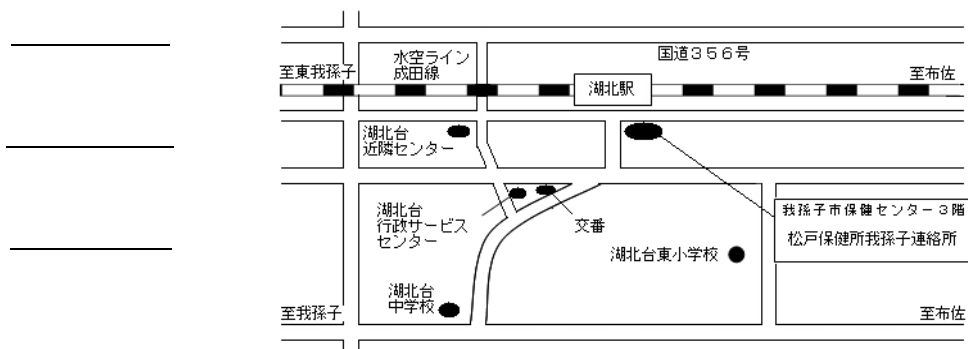 国道３５６号
水空ライン
成田線
至東我孫子
至布佐
湖北駅
湖北台
近隣センター
我孫子市保健センター３階
松戸保健所我孫子連絡所
湖北台
行政サービス
センター
交番
湖北台東小学校
湖北台
中学校
至我孫子
至布佐